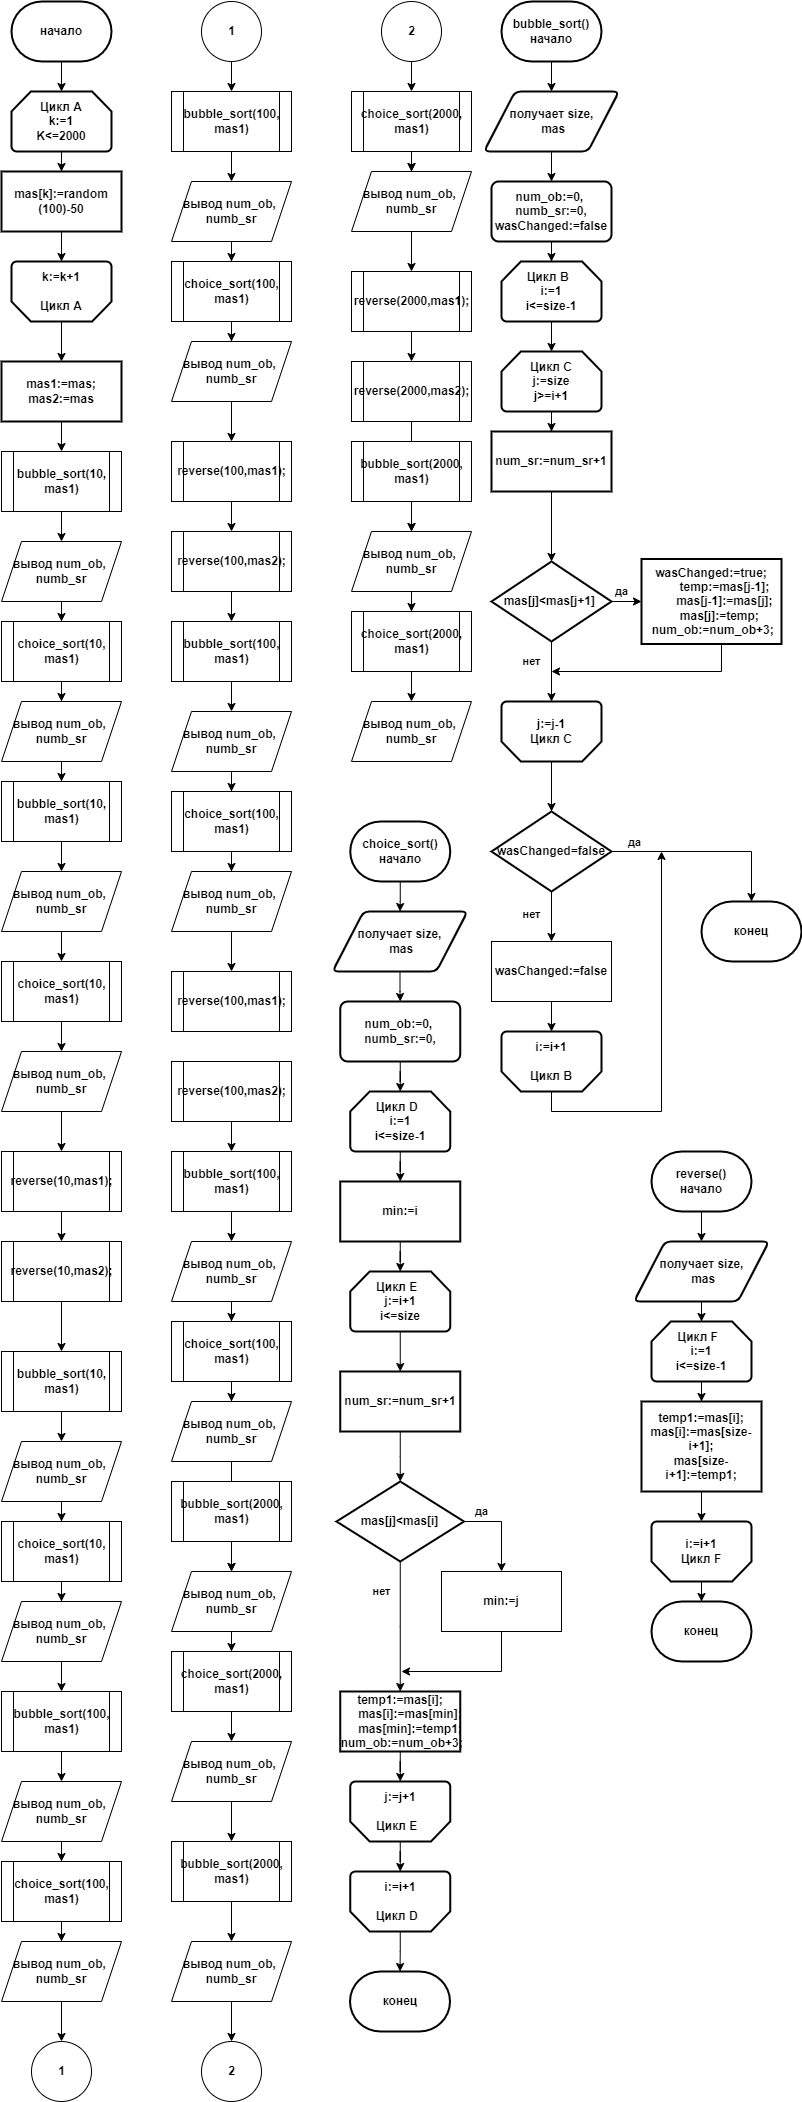 начало
Цикл А
k:=1
K<=2000
mas[k]:=random
(100)-50
k:=k+1
Цикл А
mas1:=mas;
mas2:=mas
bubble_sort(10,
mas1)
вывод num_ob,
numb_sr
choice_sort(10,
mas1)
вывод num_ob,
numb_sr
bubble_sort(10,
mas1)
вывод num_ob,
numb_sr
choice_sort(10,
mas1)
вывод num_ob,
numb_sr
reverse(10,mas1);
reverse(10,mas2);
bubble_sort(10,
mas1)
вывод num_ob,
numb_sr
choice_sort(10,
mas1)
вывод num_ob,
numb_sr
bubble_sort(100,
mas1)
вывод num_ob,
numb_sr
choice_sort(100,
mas1)
вывод num_ob,
numb_sr
1
1
bubble_sort(100,
mas1)
вывод num_ob,
numb_sr
choice_sort(100,
mas1)
вывод num_ob,
numb_sr
reverse(100,mas1);
reverse(100,mas2);
bubble_sort(100,
mas1)
вывод num_ob,
numb_sr
choice_sort(100,
mas1)
вывод num_ob,
numb_sr
reverse(100,mas1);
reverse(100,mas2);
bubble_sort(100,
mas1)
вывод num_ob,
numb_sr
choice_sort(100,
mas1)
вывод num_ob,
numb_sr
bubble_sort(2000,
mas1)
вывод num_ob,
numb_sr
choice_sort(2000,
mas1)
вывод num_ob,
numb_sr
bubble_sort(2000,
mas1)
вывод num_ob,
numb_sr
2
2
choice_sort(2000,
mas1)
вывод num_ob,
numb_sr
reverse(2000,mas1);
reverse(2000,mas2);
bubble_sort(2000,
mas1)
вывод num_ob,
numb_sr
choice_sort(2000,
mas1)
вывод num_ob,
numb_sr
choice_sort()
начало
получает size,
mas
num_ob:=0,
numb_sr:=0,
Цикл D
i:=1
i<=size-1
min:=i
Цикл E
j:=i+1
i<=size
num_sr:=num_sr+1
mas[j]<mas[i]
да
нет
min:=j
temp1:=mas[i];
mas[i]:=mas[min]
mas[min]:=temp1
num_ob:=num_ob+3;
j:=j+1
Цикл E
i:=i+1
Цикл D
конец
bubble_sort()
начало
получает size,
mas
num_ob:=0,
numb_sr:=0,
wasChanged:=false
Цикл B
i:=1
i<=size-1
Цикл C
j:=size
j>=i+1
num_sr:=num_sr+1
mas[j]<mas[j+1]
да
wasChanged:=true;
temp:=mas[j-1];
mas[j-1]:=mas[j];
mas[j]:=temp;
num_ob:=num_ob+3;
нет
j:=j-1
Цикл C
wasChanged=false
да
нет
конец
wasChanged:=false
i:=i+1
Цикл B
reverse()
начало
получает size,
mas
Цикл F
i:=1
i<=size-1
temp1:=mas[i];
mas[i]:=mas[size-
i+1];
mas[size-
i+1]:=temp1;
i:=i+1
Цикл F
конец